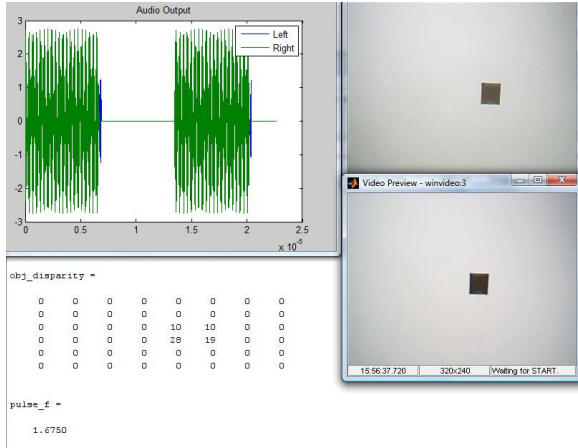 Audio Output
Left
Right
3
2
1
0
-1
-2
-3
0 0.5 1 1.5 2 2.5
x 10^-5
obj_disparity =
0 0 0 0 0 0 0 0
0 0 0 0 0 0 0 0
0 0 0 0 10 10 0 0
0 0 0 0 28 19 0 0
0 0 0 0 0 0 0 0
0 0 0 0 0 0 0 0
pulse_f =
1.6750
Video Preview - winvideo:3
15:56:37.720 320x240 Waiting for START.